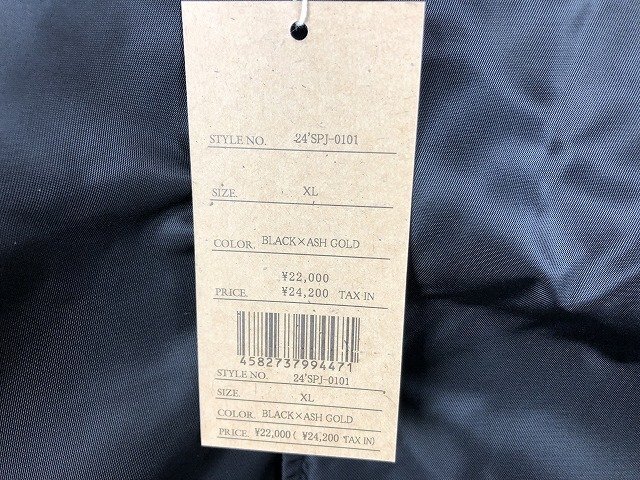 STYLE NO. 24'SPJ-0101
SIZE. XL
COLOR. BLACK×ASH GOLD
¥22,000
PRICE. ¥24,200 TAX IN
4582737994471
STYLE NO. 24'SPJ-0101
SIZE. XL
COLOR. BLACK×ASH GOLD
PRICE. ¥22,000( ¥24,200 TAX IN)